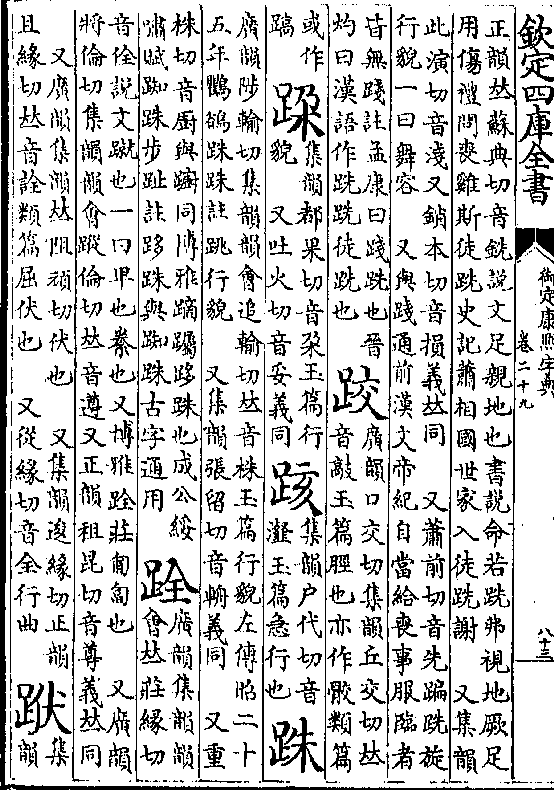 欽定四庫全書
御定康熙字典
卷二十九
八十三
正韻𠀤蘇典切音銑說文足親地也書說命若跣弗視地厥足
用傷禮問喪雞斯徒跣史記蕭相國世家入徒跣謝 又集韻
此演切音淺又銷本切音損義𠀤同 又蕭前切音先蹁跣旋
行貌一曰舞容 又與踐通前漢文帝紀自當給喪事服臨者
皆無踐註孟康曰踐跣也晉
灼曰漢語作跣跣徒跣也
跤
廣韻口交切集韻丘交切𠀤
音敲玉篇脛也亦作骹類篇
或作
𨃤
跺
集韻都果切音朶玉篇行
貌 又吐火切音妥義同
𨀖
集韻戶代切音
瀣玉篇急行也
跦
廣韻陟輸切集韻韻會追輸切𠀤音株玉篇行貌左傳昭二十
五年鸜鵒跦跦註跳行貌 又集韻張留切音輈義同 又重
株切音廚與躕同博雅蹢躅跢跦也成公綏
嘯賦踟跦步趾註跢跦與踟跦古字通用
跧
廣韻集韻韻
會𠀤莊緣切
音佺說文蹴也一曰卑也絭也又博雅跧莊匍匐也 又廣韻
將倫切集韻韻會蹤倫切𠀤音遵又正韻租昆切音尊義𠀤同
又廣韻集韻𠀤阻頑切伏也 又集韻逡緣切正韻
且緣切𠀤音詮類篇屈伏也 又從緣切音全行曲
䟮
集
韻